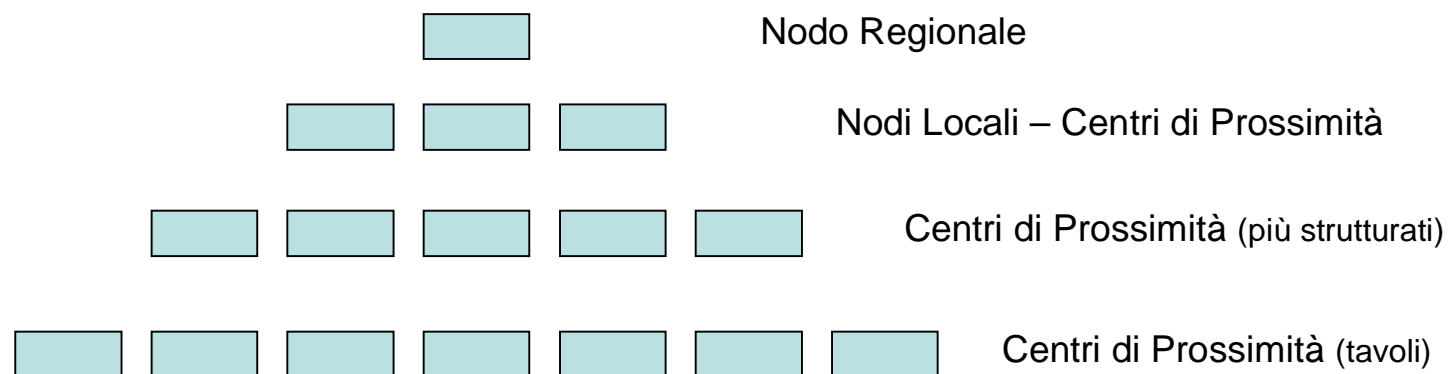 Nodo Regionale
Nodi Locali – Centri di Prossimità
Centri di Prossimità (più strutturati)
Centri di Prossimità (tavoli)